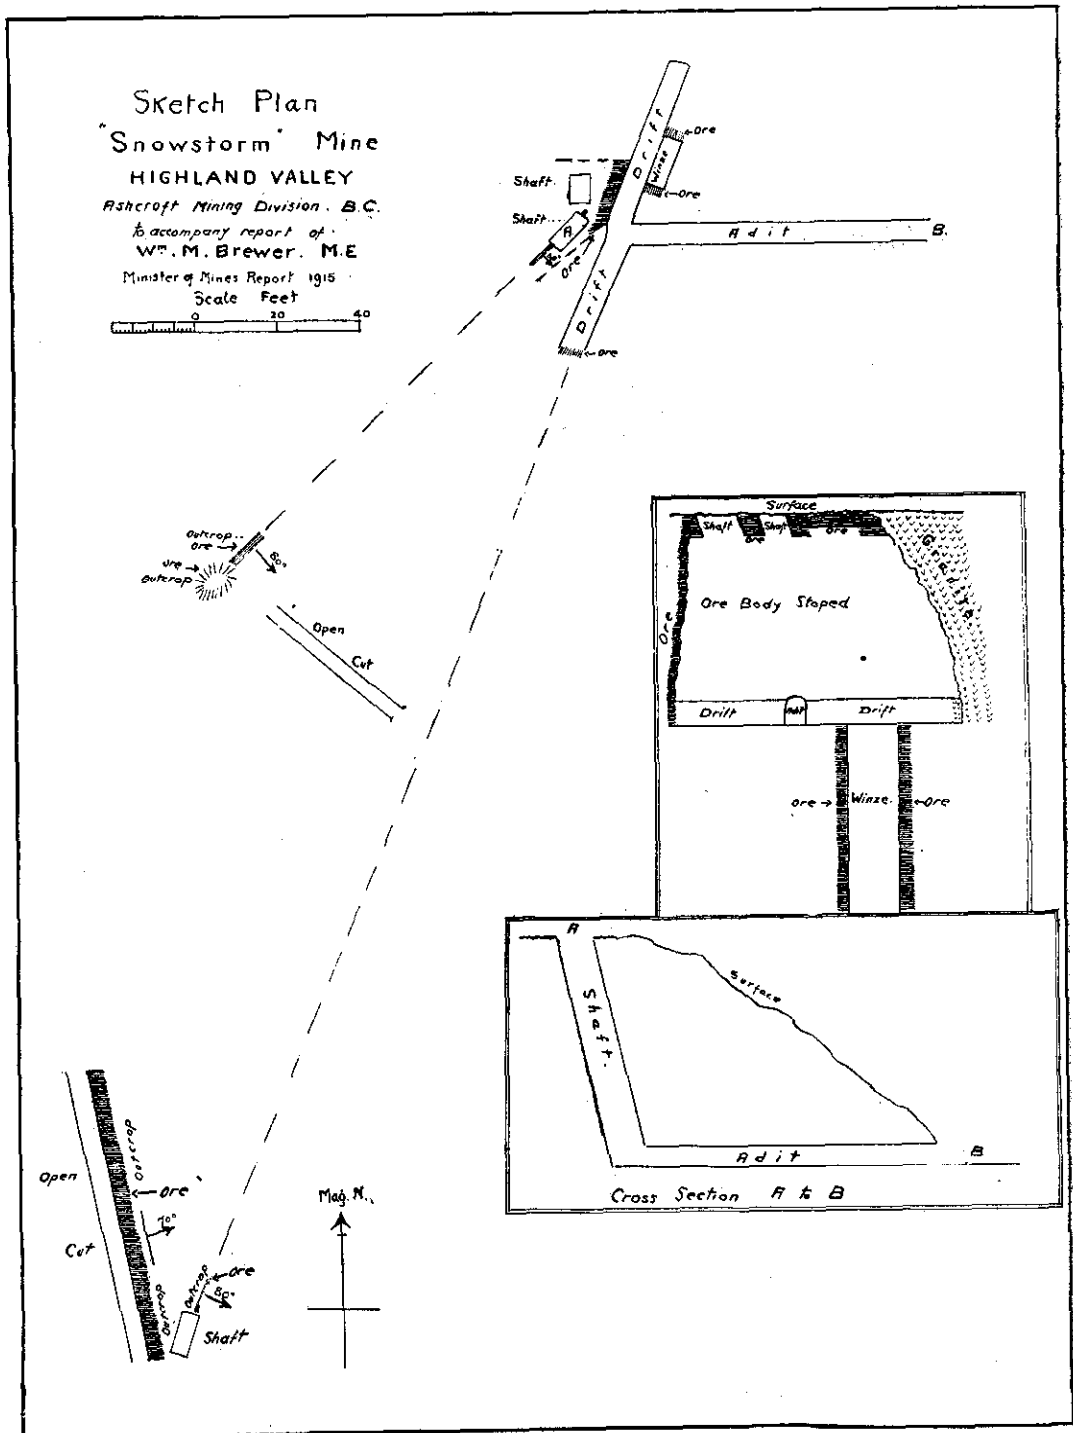 Sketch Plan
"Snowstorm" Mine
HIGHLAND VALLEY
Ashcroft Mining Division. B.C.
to accompany report of
Wm. M. Brewer. M.E
Minister of Mines Report 1915
Scale Feet
0 20 40
Drift
Ore
Winze
Ore
Shaft
Shaft
A
Ore
Adit B.
Drift
Ore
Outcrop
Ore
Ore
Outcrop
60°
Open
Cut
Surface
Shaft Shaft
Ore Ore
Ore
Ore Body Stoped
Drift Adit Drift
Ore Winze Ore
A
Shaft.
Surface
Adit B
Cross Section A to B
Open
Cut
Outcrop
Ore
70°
Outcrop
Outcrop
Ore
80°
Shaft
Mag. N.